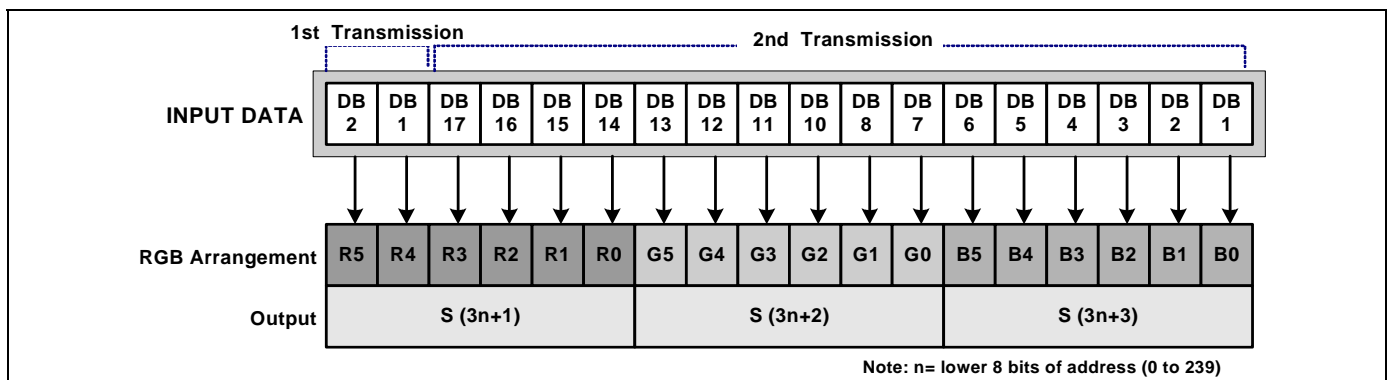 1st Transmission 2nd Transmission
INPUT DATA DB 2 DB 1 DB 17 DB 16 DB 15 DB 14 DB 13 DB 12 DB 11 DB 10 DB 8 DB 7 DB 6 DB 5 DB 4 DB 3 DB 2 DB 1
RGB Arrangement R5 R4 R3 R2 R1 R0 G5 G4 G3 G2 G1 G0 B5 B4 B3 B2 B1 B0
Output S (3n+1) S (3n+2) S (3n+3)
Note: n= lower 8 bits of address (0 to 239)